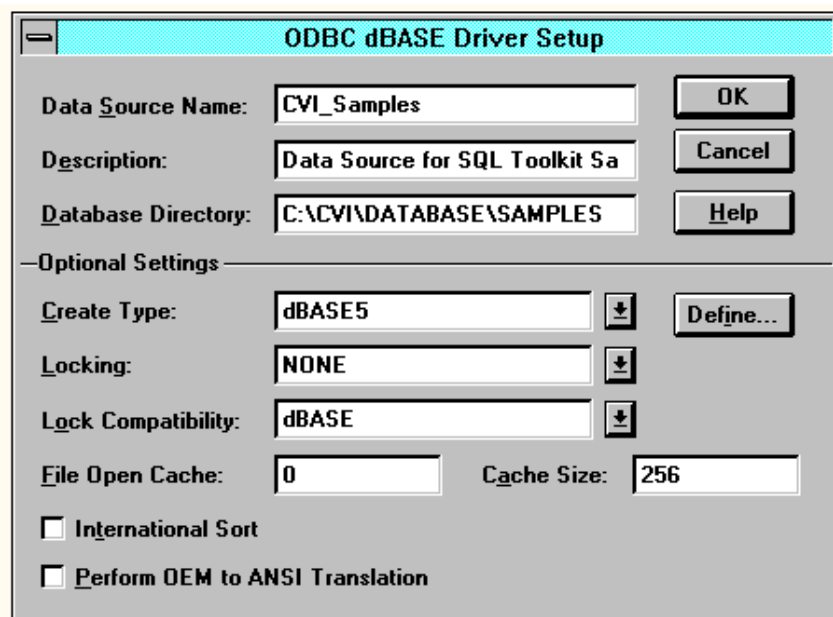 ODBC dBASE Driver Setup
Data Source Name: CVI_Samples OK
Description: Data Source for SQL Toolkit Sa Cancel
Database Directory: C:\CVI\DATABASE\SAMPLES Help
Optional Settings
Create Type: dBASE5 Define...
Locking: NONE
Lock Compatibility: dBASE
File Open Cache: 0 Cache Size: 256
International Sort
Perform OEM to ANSI Translation